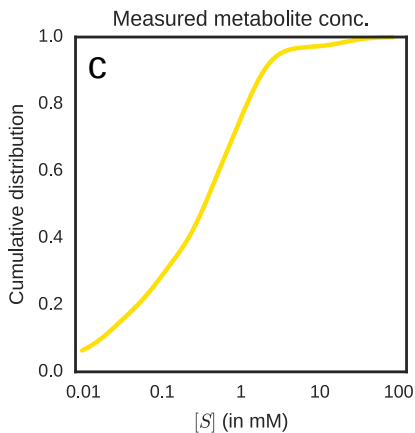 Measured metabolite conc.
C
Cumulative distribution
1.0
0.8
0.6
0.4
0.2
0.0
0.01 0.1 1 10 100
[S] (in mM)